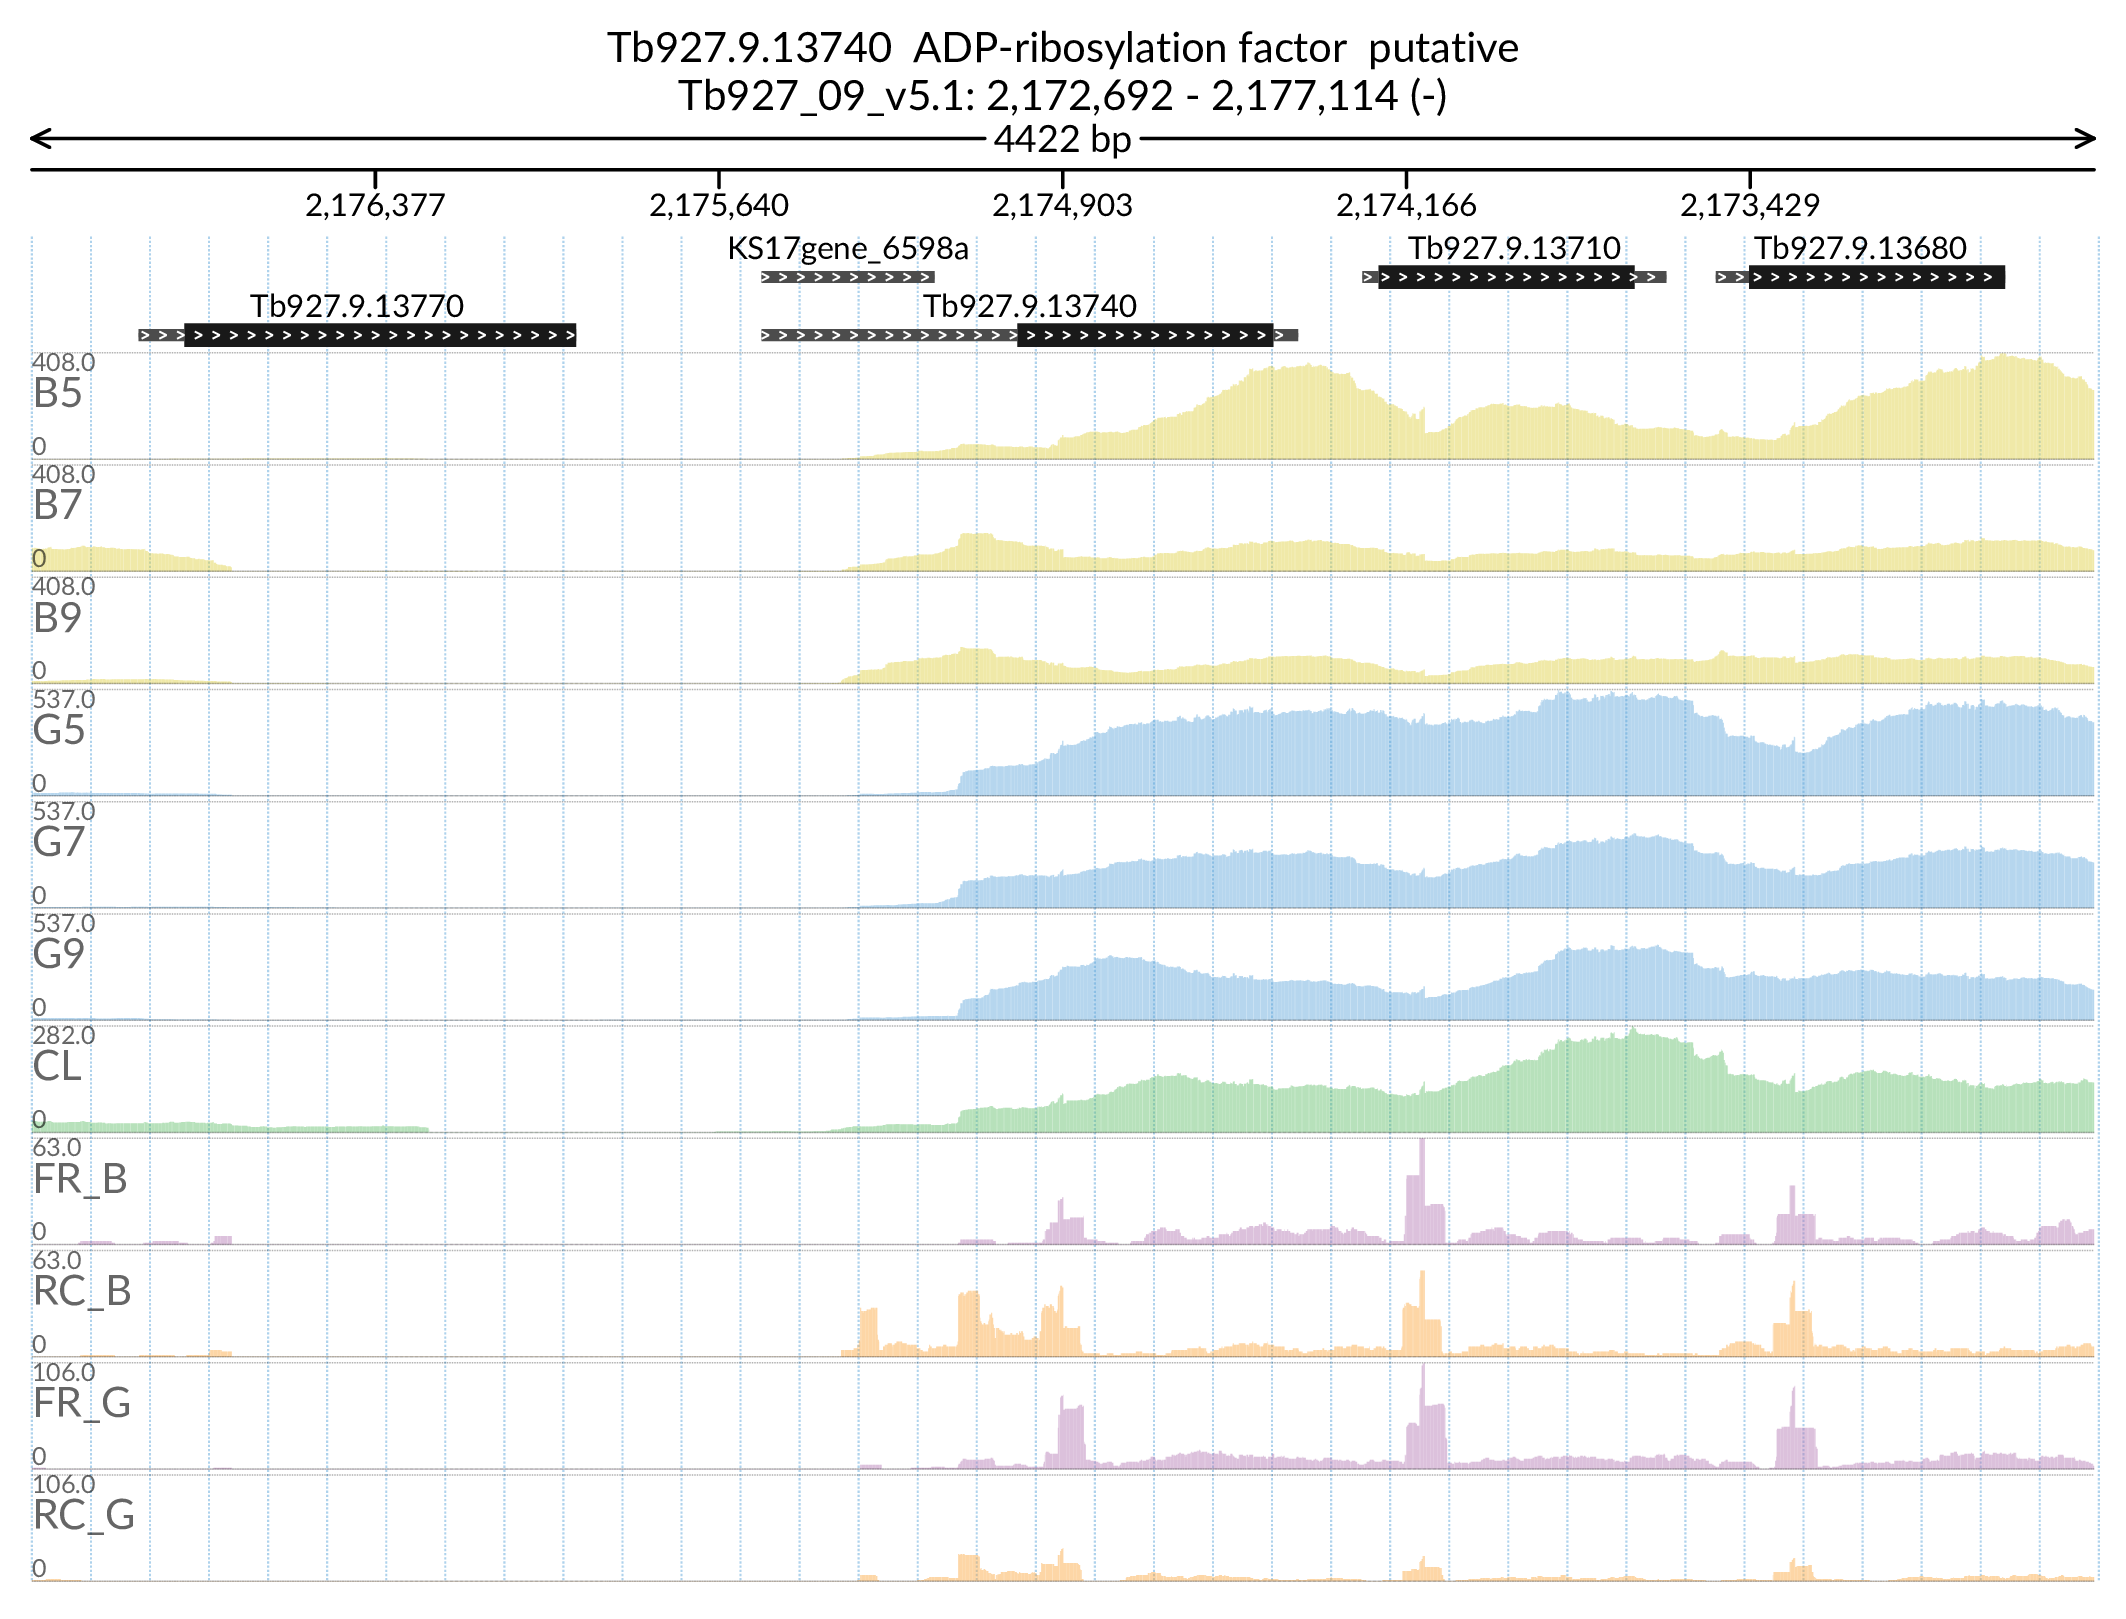 Tb927.9.13740  ADP-ribosylation factor  putative
Tb927_09_v5.1: 2,172,692 - 2,177,114 (-)
4422 bp
2,176,377 2,175,640 2,174,903 2,174,166 2,173,429
KS17gene_6598a Tb927.9.13710 Tb927.9.13680
Tb927.9.13770 Tb927.9.13740
408.0
B5
0
408.0
B7
0
408.0
B9
0
537.0
G5
0
537.0
G7
0
537.0
G9
0
282.0
CL
0
63.0
FR_B
0
63.0
RC_B
0
106.0
FR_G
0
106.0
RC_G
0